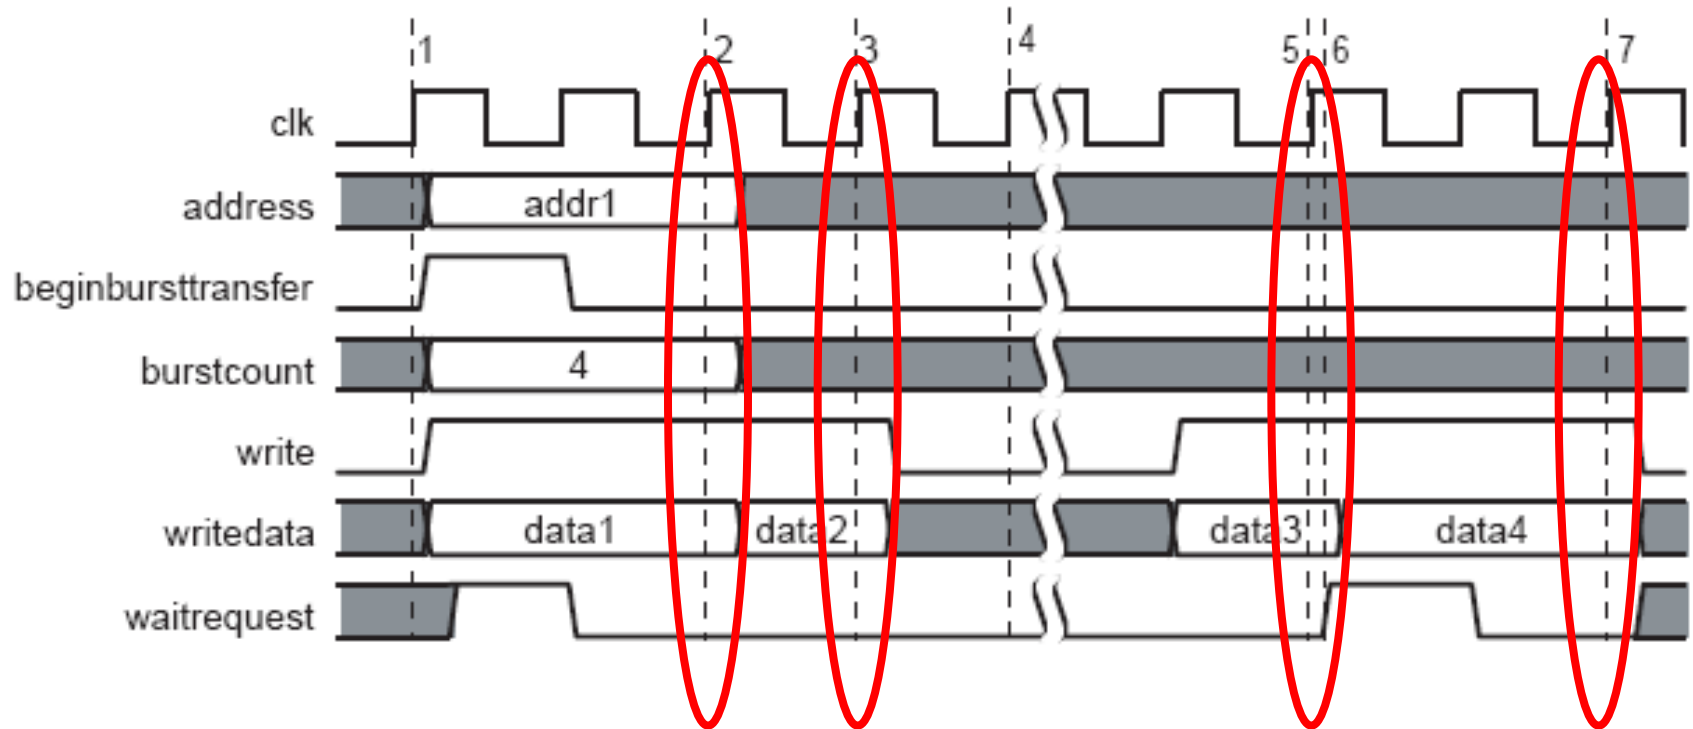 1 2 3 4 5 6 7
clk
address addr1
beginbursttransfer
burstcount 4
write
writedata data1 data2 data3 data4
waitrequest